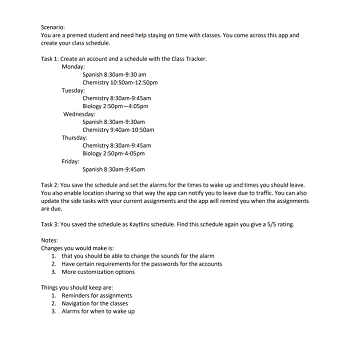 Scenario:
You are a premed student and need help staying on time with classes. You come across this app and
create your class schedule.
Task 1: Create an account and a schedule with the Class Tracker.
Monday:
Spanish 8:30am-9:30 am
Chemistry 10:50am-12:50pm
Tuesday:
Chemistry 8:30am-9:45am
Biology 2:50pm—4:05pm
Wednesday:
Spanish 8:30am-9:30am
Chemistry 9:40am-10:50am
Thursday:
Chemistry 8:30am-9:45am
Biology 2:50pm-4:05pm
Friday:
Spanish 8:30am-9:45am
Task 2: You save the schedule and set the alarms for the times to wake up and times you should leave.
You also enable location sharing so that way the app can notify you to leave due to traffic. You can also
update the side tasks with your current assignments and the app will remind you when the assignments
are due.
Task 3: You saved the schedule as Kaytlins schedule. Find this schedule again you give a 5/5 rating.
Notes:
Changes you would make is:
1. that you should be able to change the sounds for the alarm
2. Have certain requirements for the passwords for the accounts
3. More customization options
Things you should keep are:
1. Reminders for assignments
2. Navigation for the classes
3. Alarms for when to wake up